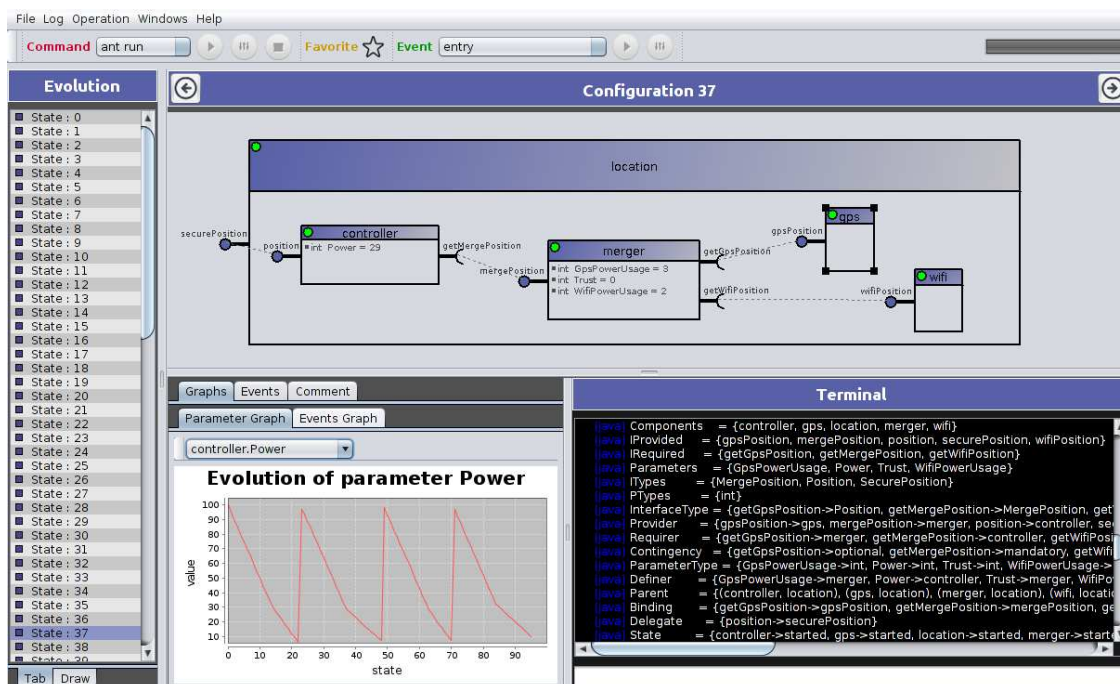 File Log Operation Windows Help
Command ant run Favorite Event entry
Evolution
State : 0
State : 1
State : 2
State : 3
State : 4
State : 5
State : 6
State : 7
State : 8
State : 9
State : 10
State : 11
State : 12
State : 13
State : 14
State : 15
State : 16
State : 17
State : 18
State : 19
State : 20
State : 21
State : 22
State : 23
State : 24
State : 25
State : 26
State : 27
State : 28
State : 29
State : 30
State : 31
State : 32
State : 33
State : 34
State : 35
State : 36
State : 37
State : 38
State : 39
Tab Draw
Configuration 37
location
securePosition
position
controller
int Power = 29
getMergePosition
mergePosition
merger
int GpsPowerUsage = 3
int Trust = 0
int WifiPowerUsage = 2
getGpsPosition
getWifiPosition
gpsPosition
gps
wifiPosition
wifi
Graphs Events Comment
Parameter Graph Events Graph
controller.Power
Evolution of parameter Power
value
100
90
80
70
60
50
40
30
20
10
0 10 20 30 40 50 60 70 80 90
state
Terminal
[java] Components = {controller, gps, location, merger, wifi}
[java] IProvided = {gpsPosition, mergePosition, position, securePosition, wifiPosition}
[java] IRequired = {getGpsPosition, getMergePosition, getWifiPosition}
[java] Parameters = {GpsPowerUsage, Power, Trust, WifiPowerUsage}
[java] ITypes = {MergePosition, Position, SecurePosition}
[java] PTypes = {int}
[java] InterfaceType = {getGpsPosition->Position, getMergePosition->MergePosition, get
[java] Provider = {gpsPosition->gps, mergePosition->merger, position->controller, se
[java] Requirer = {getGpsPosition->merger, getMergePosition->controller, getWifiPosi
[java] Contingency = {getGpsPosition->optional, getMergePosition->mandatory, getWifi
[java] ParameterType = {GpsPowerUsage->int, Power->int, Trust->int, WifiPowerUsage->
[java] Definer = {GpsPowerUsage->merger, Power->controller, Trust->merger, WifiPo
[java] Parent = {(controller, location), (gps, location), (merger, location), (wifi, locatio
[java] Binding = {getGpsPosition->gpsPosition, getMergePosition->mergePosition, ge
[java] Delegate = {position->securePosition}
[java] State = {controller->started, gps->started, location->started, merger->start